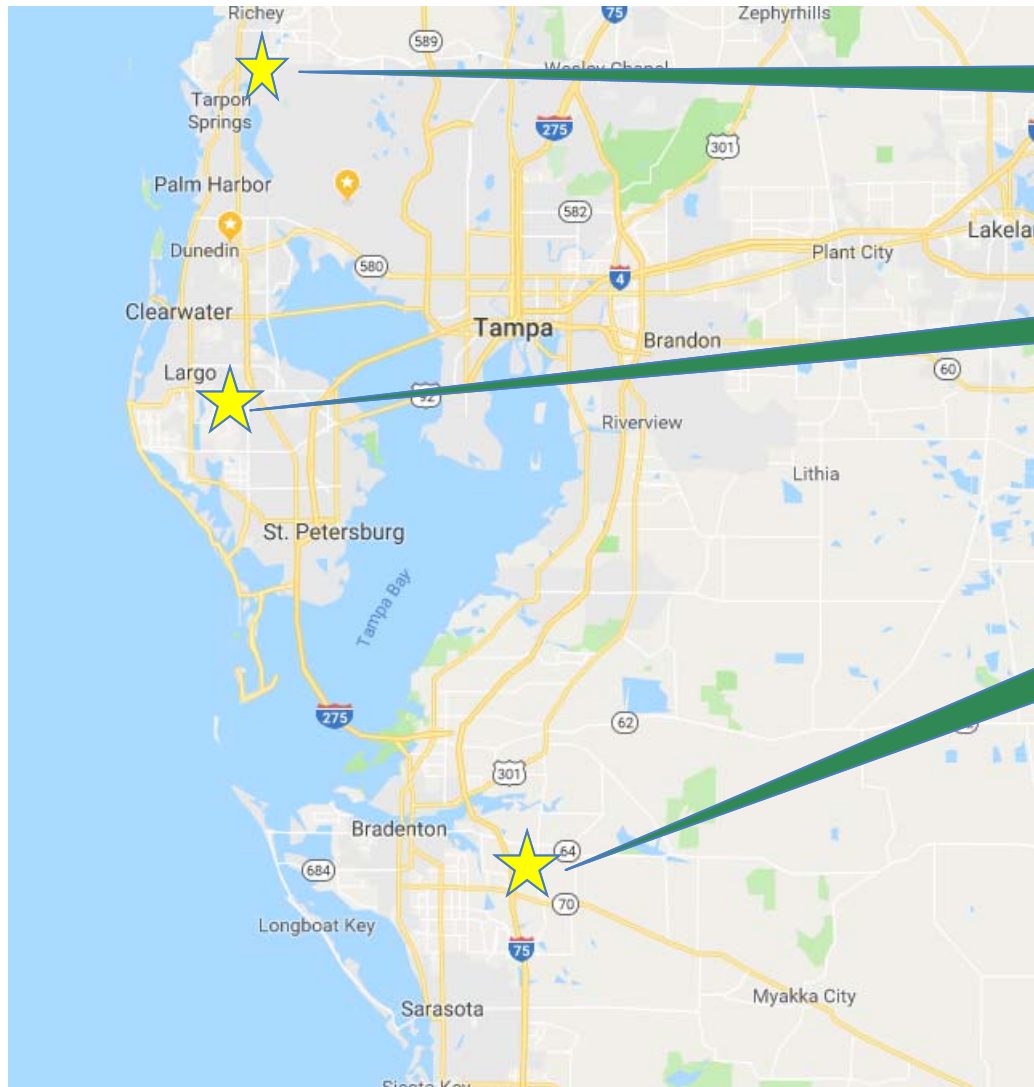 Richey
75
Zephyrhills
589
Wesley Chapel
Tarpon
Springs
275
301
Palm Harbor
582
Dunedin
580
Plant City
4
Clearwater
Tampa
Brandon
Largo
60
92
Riverview
Lithia
St. Petersburg
Tampa Bay
275
62
301
Bradenton
64
684
70
Longboat Key
75
Myakka City
Sarasota
Siesta Key